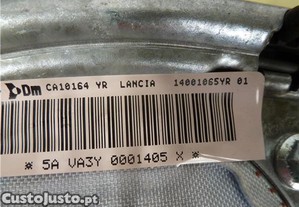 Dm CA10164 YR LANCIA 14001065YR 01
* 5A VA3Y 0001405 X *
CustoJusto.pt